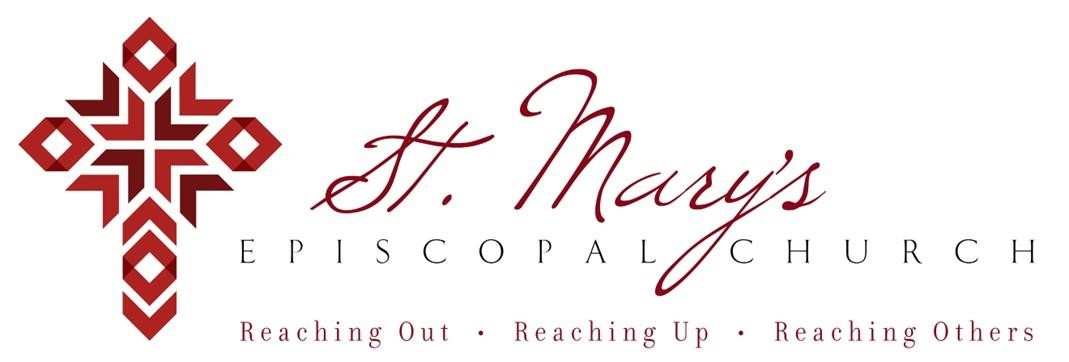 St. Mary's
EPISCOPAL CHURCH
Reaching Out • Reaching Up • Reaching Others